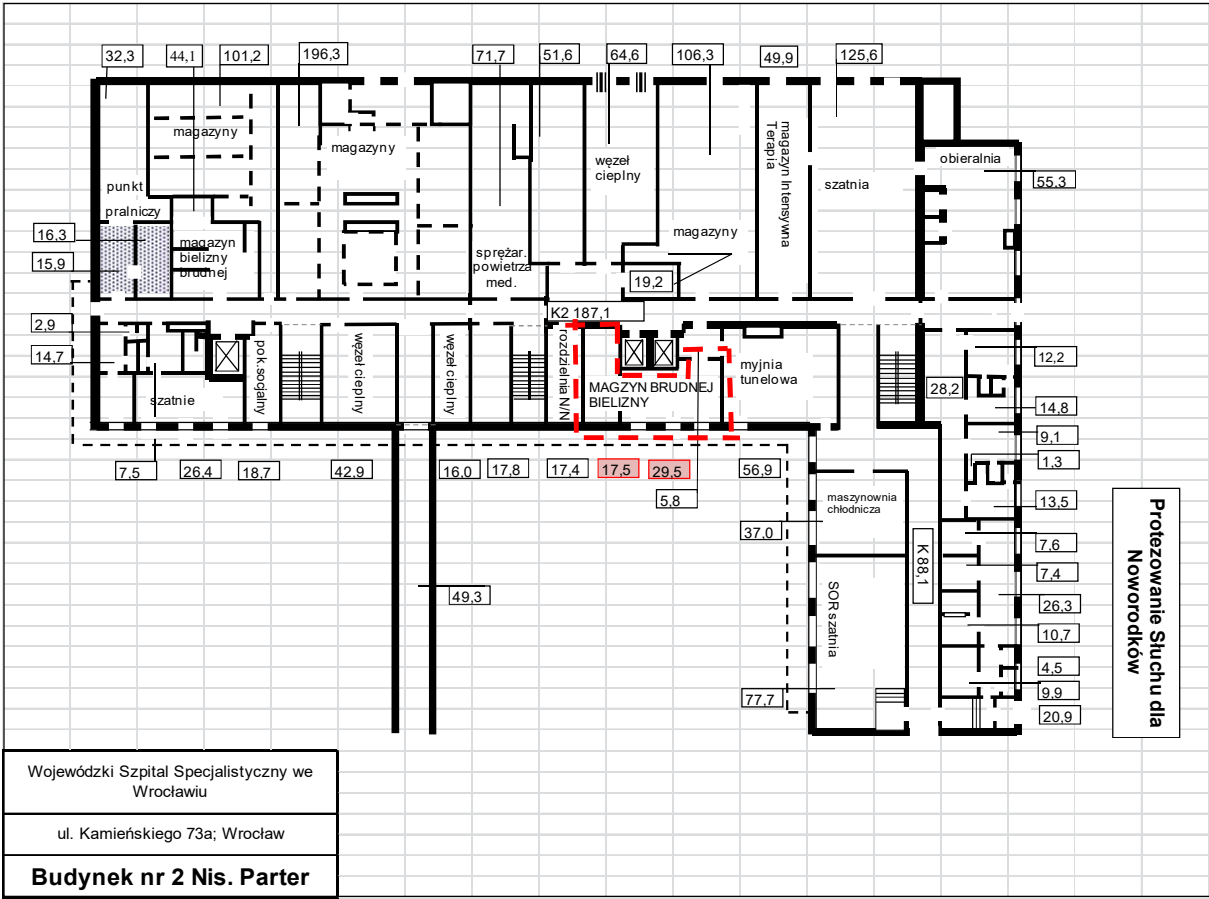 32,3
44,1
101,2
196,3
71,7
51,6
64,6
106,3
49,9
125,6
magazyny
magazyny
węzeł
cieplny
magazyn Intensywna
Terapia
szatnia
obieralnia
55,3
punkt
pralniczy
16,3
15,9
magazyn
bielizny
brudnej
sprężar.
powietrza
med.
magazyny
19,2
K2 187,1
2,9
14,7
szatnie
pok.socjalny
węzeł cieplny
węzeł cieplny
rozdzielnia N/N
MAGZYN BRUDNEJ
BIELIZNY
myjnia
tunelowa
28,2
12,2
14,8
9,1
1,3
13,5
7,6
7,4
26,3
10,7
4,5
9,9
20,9
7,5
26,4
18,7
42,9
16,0
17,8
17,4
17,5
29,5
56,9
5,8
maszynownia
chłodnicza
37,0
K 88,1
49,3
SOR szatnia
77,7
Protezowanie Słuchu dla
Noworodków
Wojewódzki Szpital Specjalistyczny we
Wrocławiu
ul. Kamieńskiego 73a; Wrocław
Budynek nr 2 Nis. Parter